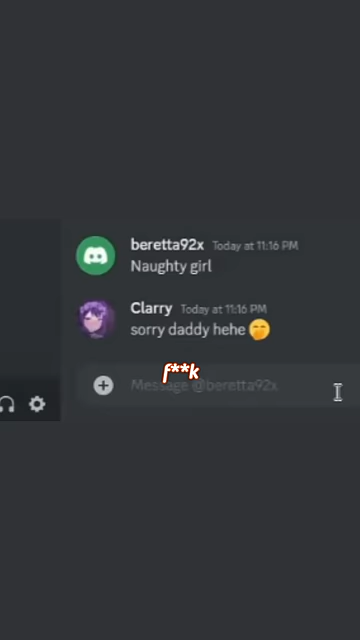 beretta92x Today at 11:16 PM
Naughty girl
Clarry Today at 11:16 PM
sorry daddy hehe 🤭
f**k
Message @beretta92x